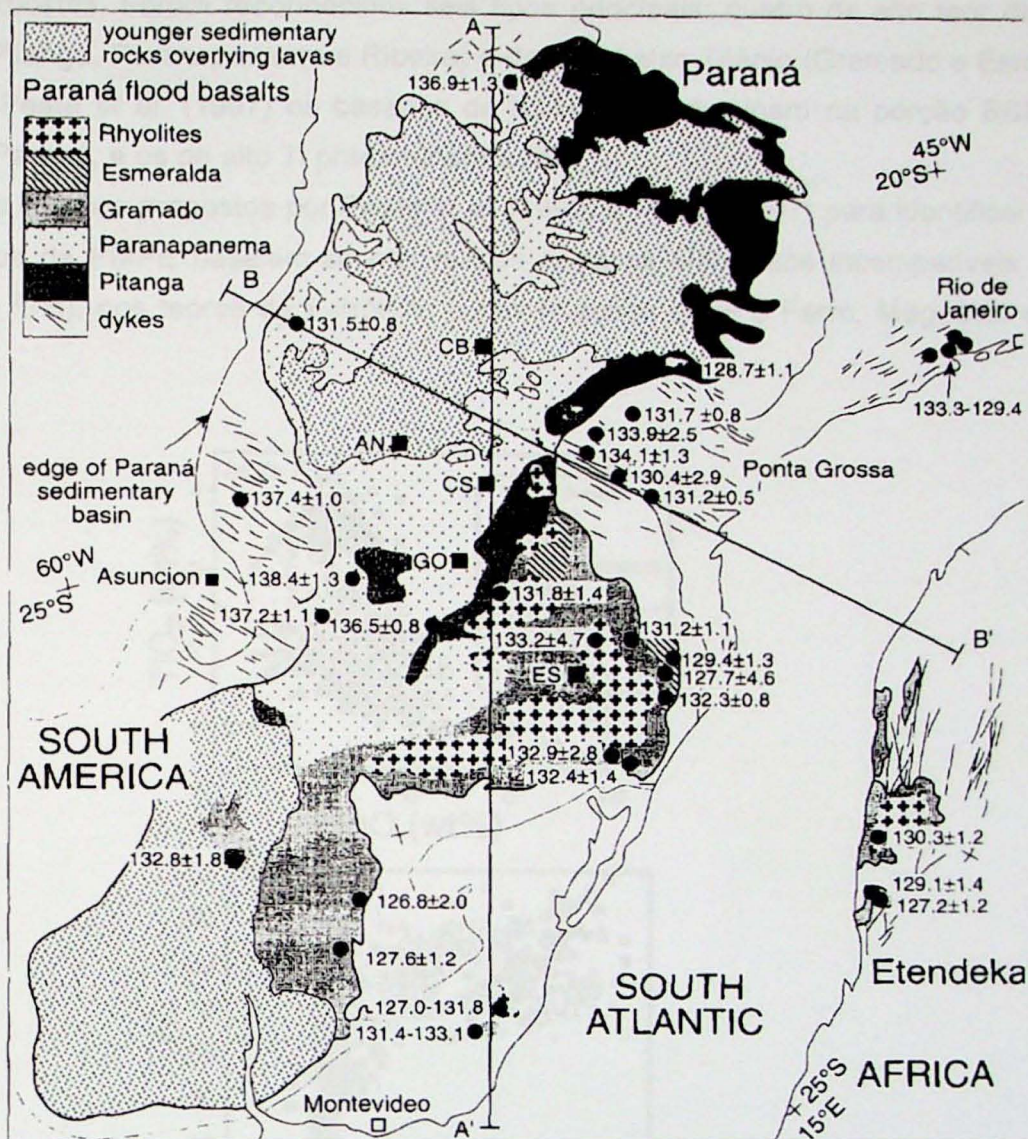 A
younger sedimentary
rocks overlying lavas
Paraná flood basalts
Rhyolites
Esmeralda
Gramado
Paranapanema
Pitanga
dykes
136.9±1.3
Paraná
45°W
20°S
B
131.5±0.8
CB
Rio de
Janeiro
128.7±1.1
133.3-129.4
131.7±0.8
133.9±2.5
134.1±1.3
AN
130.4±2.9
Ponta Grossa
edge of Paraná
sedimentary
basin
CS
131.2±0.5
137.4±1.0
60°W
25°S
Asuncion
138.4±1.3
GO
131.8±1.4
137.2±1.1
136.5±0.8
133.2±4.7
131.2±1.1
B'
129.4±1.3
ES
127.7±4.6
132.3±0.8
SOUTH
AMERICA
132.9±2.8
132.4±1.4
130.3±1.2
132.8±1.8
129.1±1.4
127.2±1.2
126.8±2.0
127.6±1.2
Etendeka
SOUTH
ATLANTIC
127.0-131.8
131.4-133.1
AFRICA
25°S
15°E
Montevideo
A'